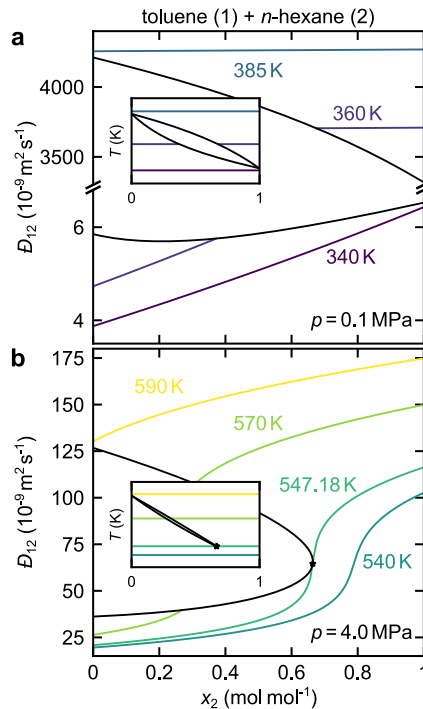 toluene (1) + n-hexane (2)
a
385 K
4000
360 K
T (K)
3500
0
1
Đ₁₂ (10⁻⁹ m² s⁻¹)
6
340 K
4
p = 0.1 MPa
b
175
590 K
150
570 K
125
547.18 K
Đ₁₂ (10⁻⁹ m² s⁻¹)
100
T (K)
75
0
1
540 K
50
25
p = 4.0 MPa
0
0.2
0.4
0.6
0.8
1
x₂ (mol mol⁻¹)